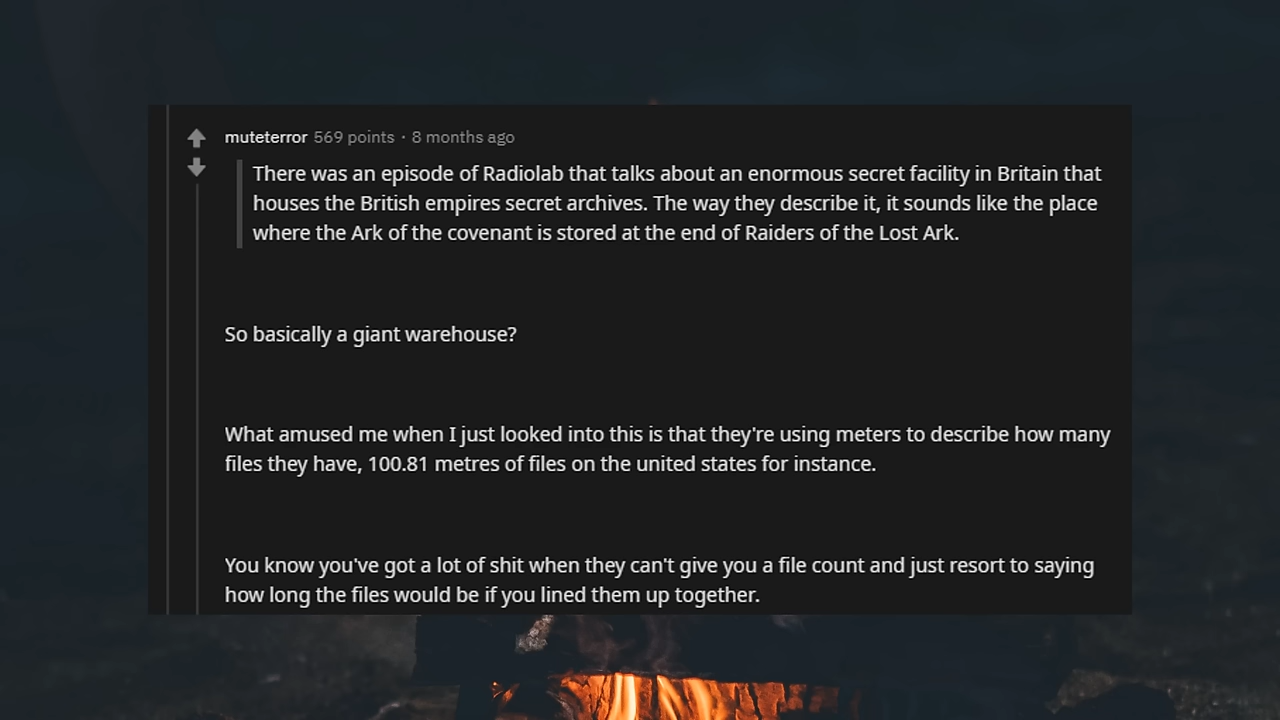 muteterror 569 points · 8 months ago
There was an episode of Radiolab that talks about an enormous secret facility in Britain that
houses the British empires secret archives. The way they describe it, it sounds like the place
where the Ark of the covenant is stored at the end of Raiders of the Lost Ark.
So basically a giant warehouse?
What amused me when I just looked into this is that they're using meters to describe how many
files they have, 100.81 metres of files on the united states for instance.
You know you've got a lot of shit when they can't give you a file count and just resort to saying
how long the files would be if you lined them up together.